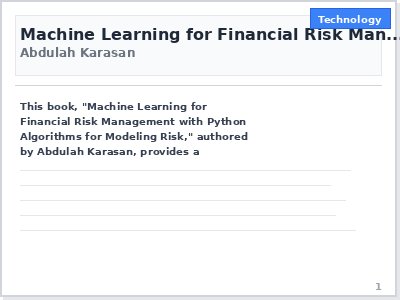 Technology
Machine Learning for Financial Risk Man...
Abdulah Karasan
This book, "Machine Learning for
Financial Risk Management with Python
Algorithms for Modeling Risk," authored
by Abdulah Karasan, provides a
1